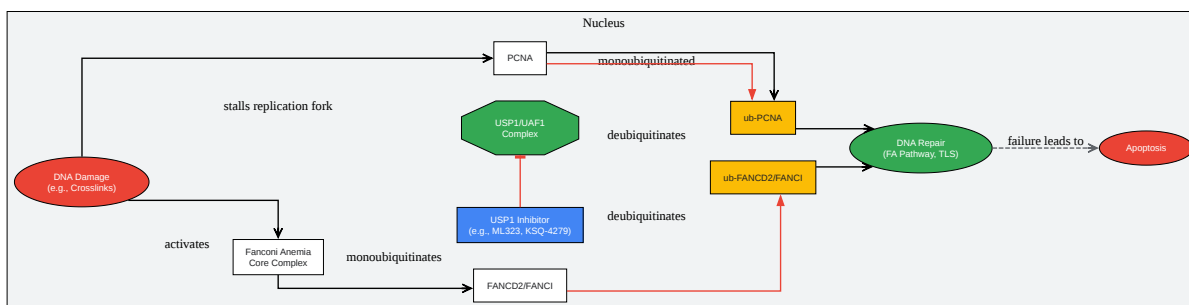 Nucleus
PCNA
monoubiquitinated
stalls replication fork
USP1/UAF1
Complex
deubiquitinates
ub-PCNA
DNA Repair
(FA Pathway, TLS)
failure leads to
Apoptosis
DNA Damage
(e.g., Crosslinks)
ub-FANCD2/FANCI
USP1 Inhibitor
(e.g., ML323, KSQ-4279)
deubiquitinates
activates
Fanconi Anemia
Core Complex
monoubiquitinates
FANCD2/FANCI